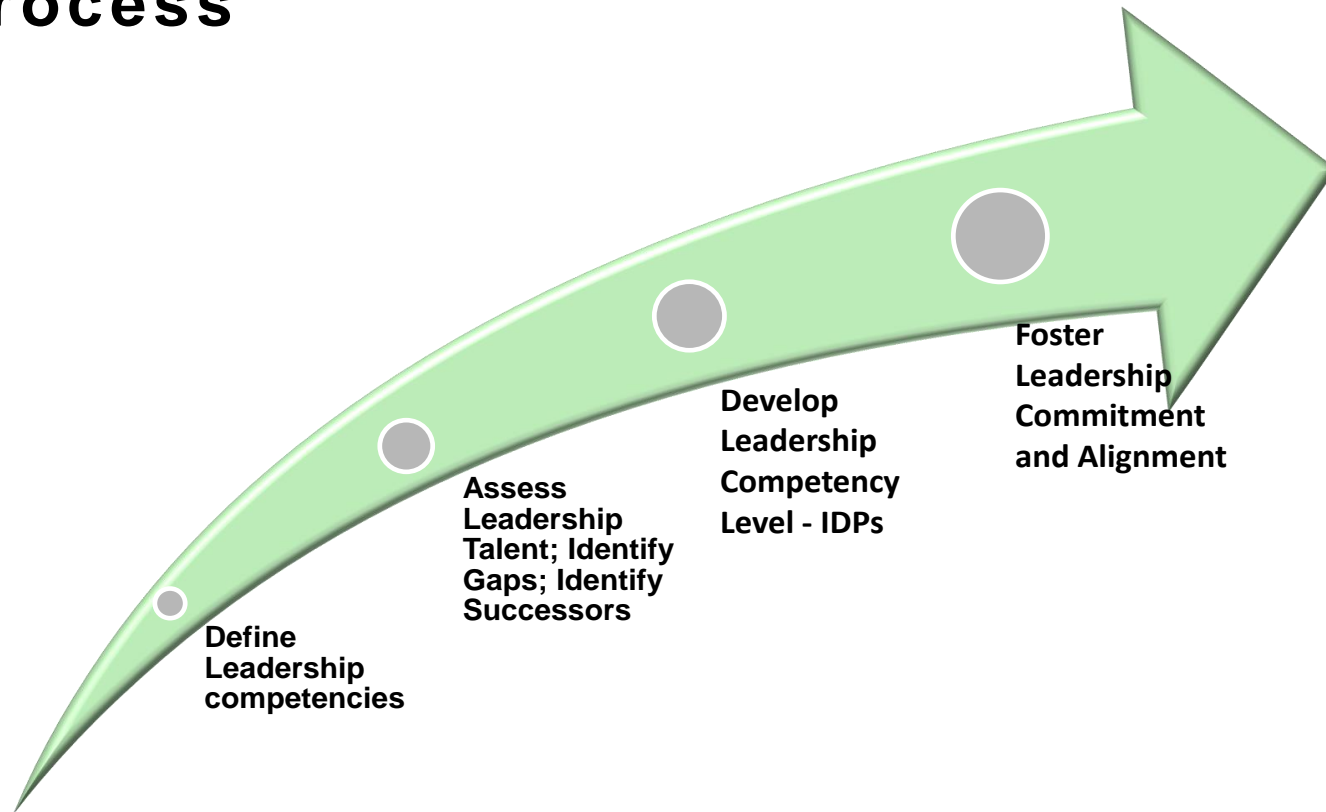 rocess
Define
Leadership
competencies
Assess
Leadership
Talent; Identify
Gaps; Identify
Successors
Develop
Leadership
Competency
Level - IDPs
Foster
Leadership
Commitment
and Alignment